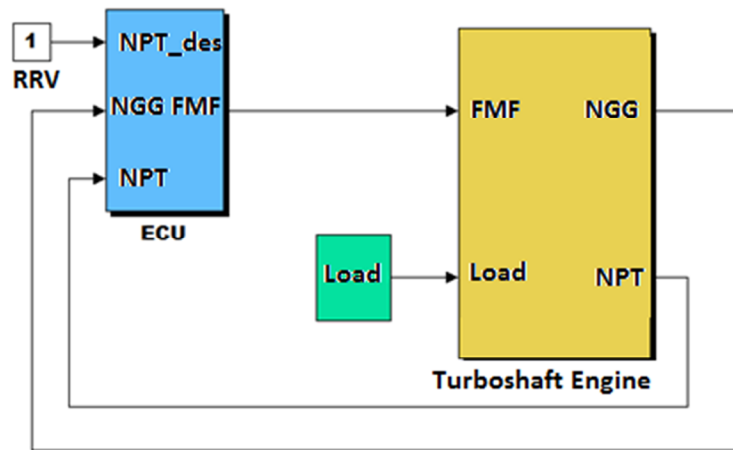 1
RRV
NPT_des
NGG FMF
NPT
ECU
Load
FMF NGG
Load
NPT
Turboshaft Engine